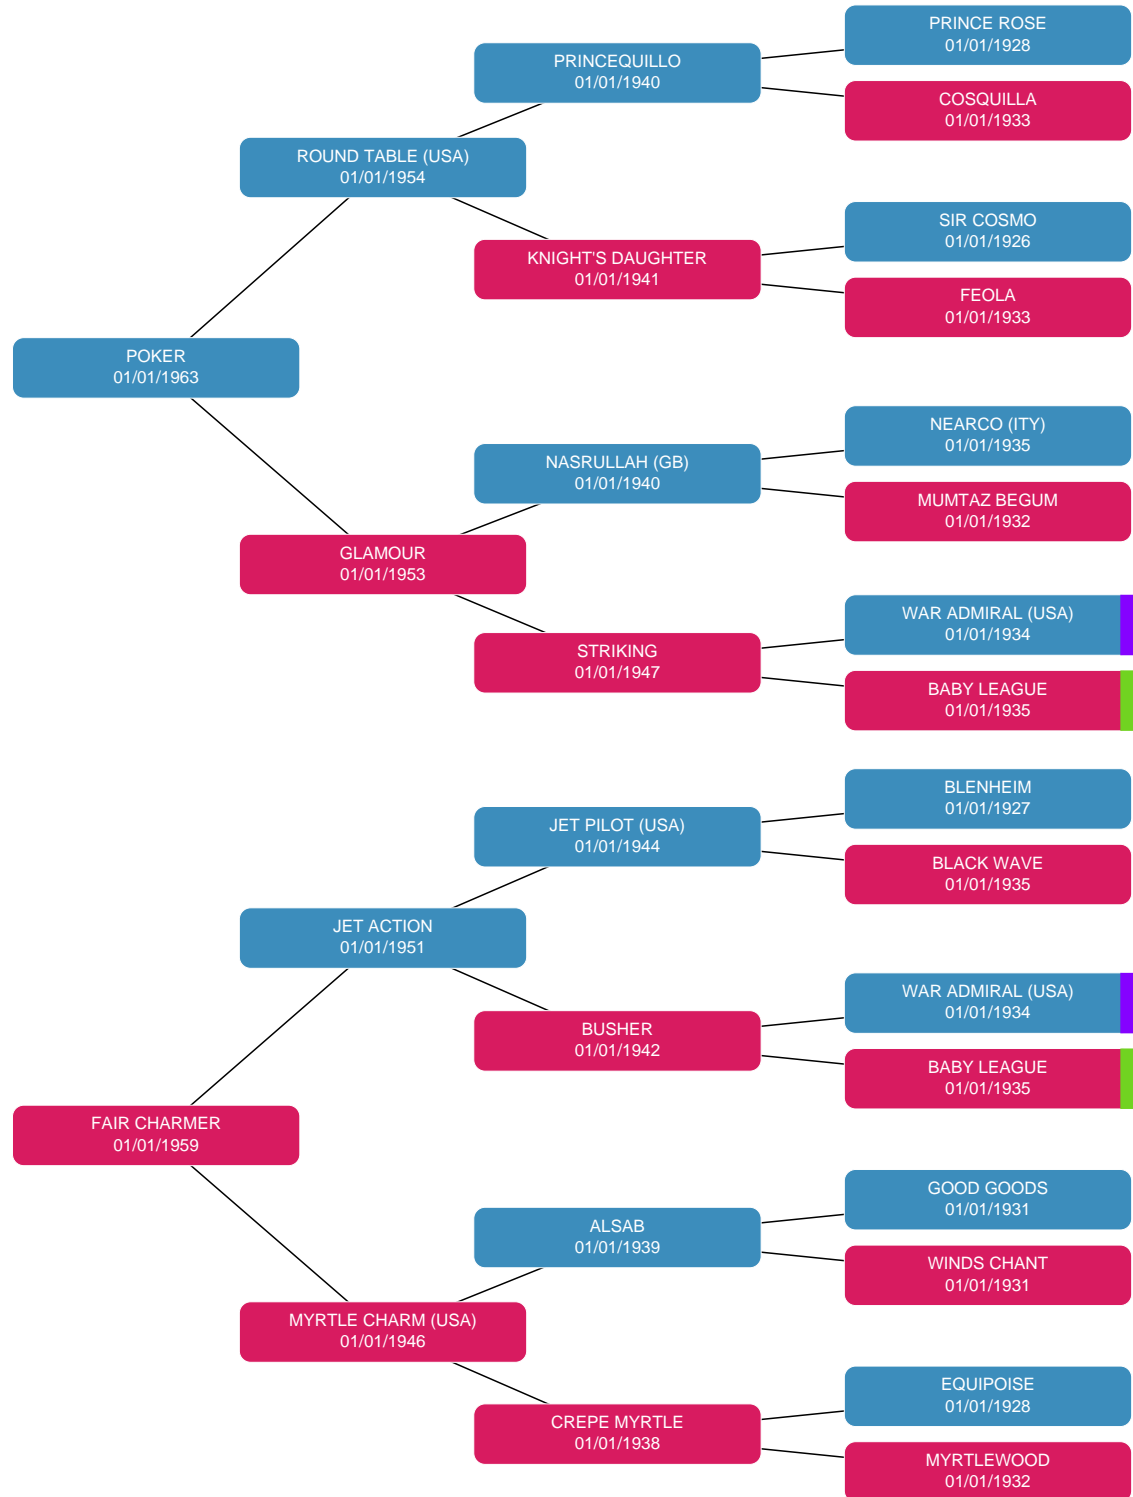 PRINCE ROSE
01/01/1928
PRINCEQUILLO
01/01/1940
COSQUILLA
01/01/1933
ROUND TABLE (USA)
01/01/1954
SIR COSMO
01/01/1926
KNIGHT'S DAUGHTER
01/01/1941
FEOLA
01/01/1933
POKER
01/01/1963
NEARCO (ITY)
01/01/1935
NASRULLAH (GB)
01/01/1940
MUMTAZ BEGUM
01/01/1932
GLAMOUR
01/01/1953
WAR ADMIRAL (USA)
01/01/1934
STRIKING
01/01/1947
BABY LEAGUE
01/01/1935
BLENHEIM
01/01/1927
JET PILOT (USA)
01/01/1944
BLACK WAVE
01/01/1935
JET ACTION
01/01/1951
WAR ADMIRAL (USA)
01/01/1934
BUSHER
01/01/1942
BABY LEAGUE
01/01/1935
FAIR CHARMER
01/01/1959
GOOD GOODS
01/01/1931
ALSAB
01/01/1939
WINDS CHANT
01/01/1931
MYRTLE CHARM (USA)
01/01/1946
EQUIPOISE
01/01/1928
CREPE MYRTLE
01/01/1938
MYRTLEWOOD
01/01/1932